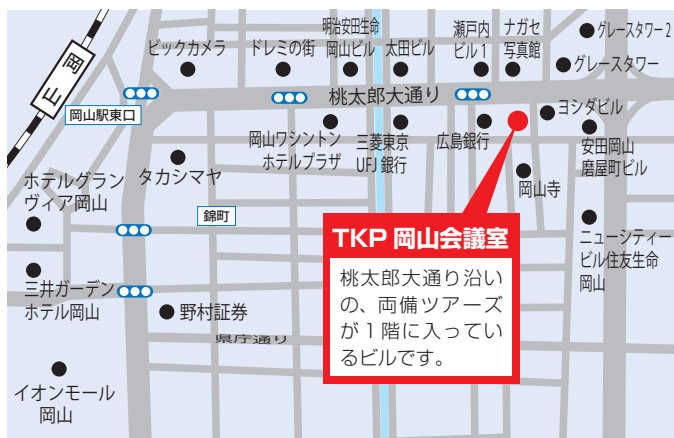 岡山
ビックカメラ
ドレミの街
明治安田生命
岡山ビル
太田ビル
瀬戸内
ビル1
ナガセ
写真館
グレースタワー2
グレースタワー
岡山駅東口
桃太郎大通り
ヨシダビル
岡山ワシントン
ホテルプラザ
三菱東京
UFJ銀行
広島銀行
安田岡山
磨屋町ビル
タカシマヤ
岡山寺
ホテルグラン
ヴィア岡山
錦町
ニューシティー
ビル住友生命
岡山
TKP 岡山会議室
桃太郎大通り沿い
の、両備ツアーズ
が1階に入ってい
るビルです。
三井ガーデン
ホテル岡山
野村証券
県庁通り
イオンモール
岡山